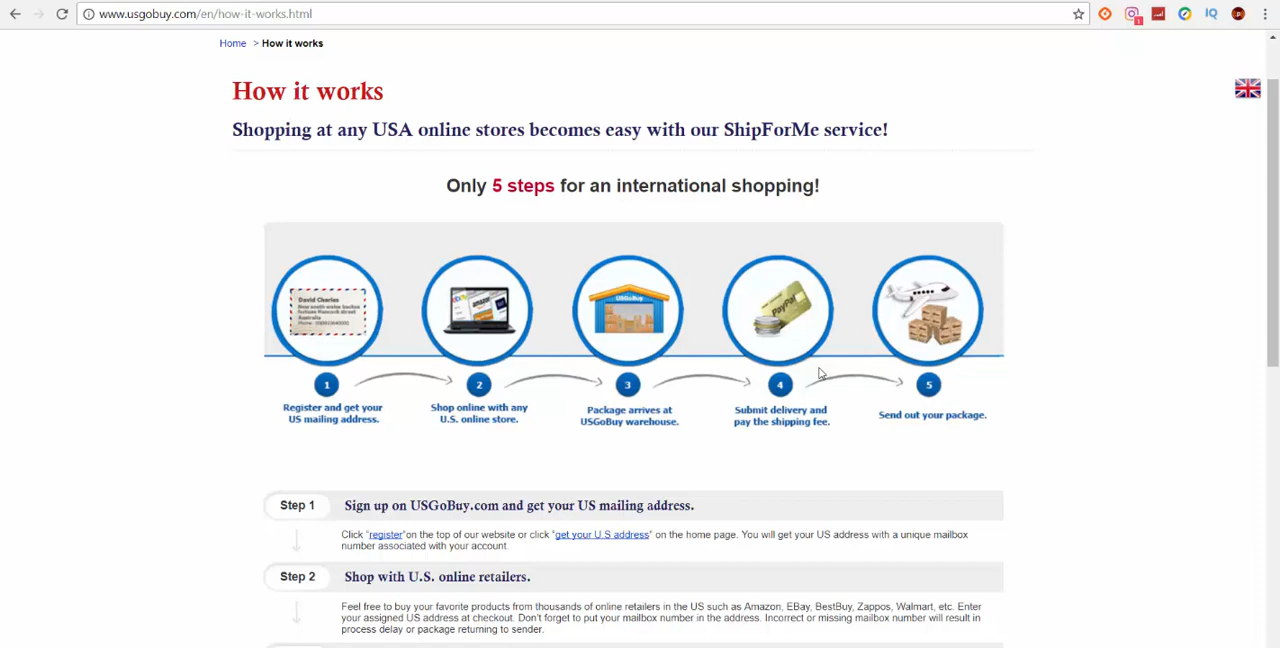 www.usgobuy.com/en/how-it-works.html
Home > How it works
How it works
Shopping at any USA online stores becomes easy with our ShipForMe service!
Only 5 steps for an international shopping!
David Charles
USGoBuy
PayPal
1
2
3
4
5
Register and get your
US mailing address.
Shop online with any
U.S. online store.
Package arrives at
USGoBuy warehouse.
Submit delivery and
pay the shipping fee.
Send out your package.
Step 1 Sign up on USGoBuy.com and get your US mailing address.
Click “register”on the top of our website or click “get your U.S address” on the home page. You will get your US address with a unique mailbox
number associated with your account.
Step 2 Shop with U.S. online retailers.
Feel free to buy your favorite products from thousands of online retailers in the US such as Amazon, EBay, BestBuy, Zappos, Walmart, etc. Enter
your assigned US address at checkout. Don't forget to put your mailbox number in the address. Incorrect or missing mailbox number will result in
process delay or package returning to sender.